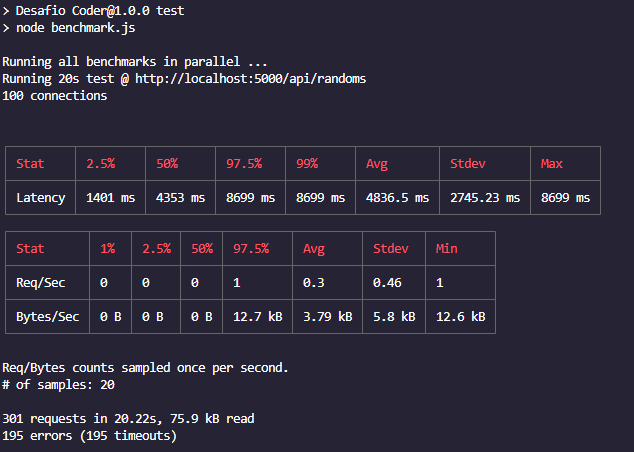 > Desafio Coder@1.0.0 test
> node benchmark.js
Running all benchmarks in parallel ...
Running 20s test @ http://localhost:5000/api/randoms
100 connections
Stat 2.5% 50% 97.5% 99% Avg Stdev Max
Latency 1401 ms 4353 ms 8699 ms 8699 ms 4836.5 ms 2745.23 ms 8699 ms
Stat 1% 2.5% 50% 97.5% Avg Stdev Min
Req/Sec 0 0 0 1 0.3 0.46 1
Bytes/Sec 0 B 0 B 0 B 12.7 kB 3.79 kB 5.8 kB 12.6 kB
Req/Bytes counts sampled once per second.
# of samples: 20
301 requests in 20.22s, 75.9 kB read
195 errors (195 timeouts)